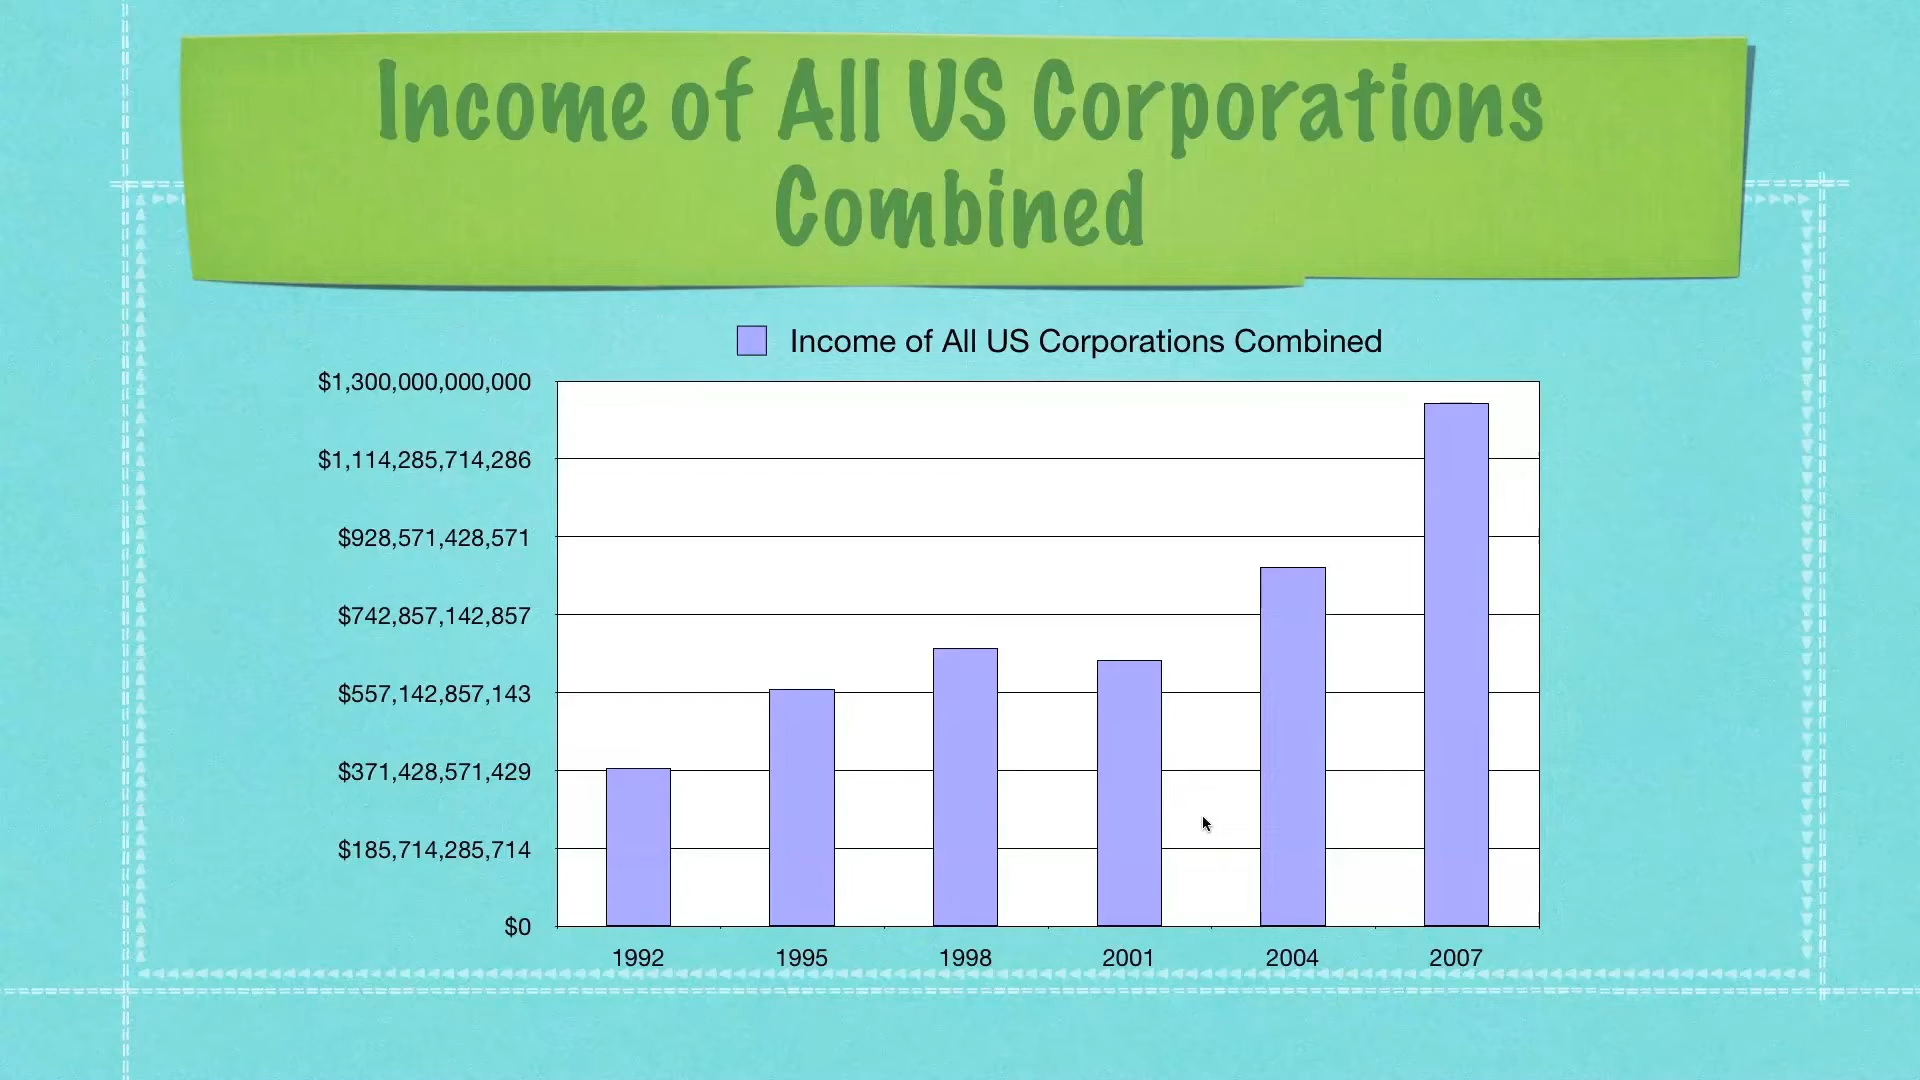 Income of All US Corporations
Combined
Income of All US Corporations Combined
$1,300,000,000,000
$1,114,285,714,286
$928,571,428,571
$742,857,142,857
$557,142,857,143
$371,428,571,429
$185,714,285,714
$0
1992 1995 1998 2001 2004 2007